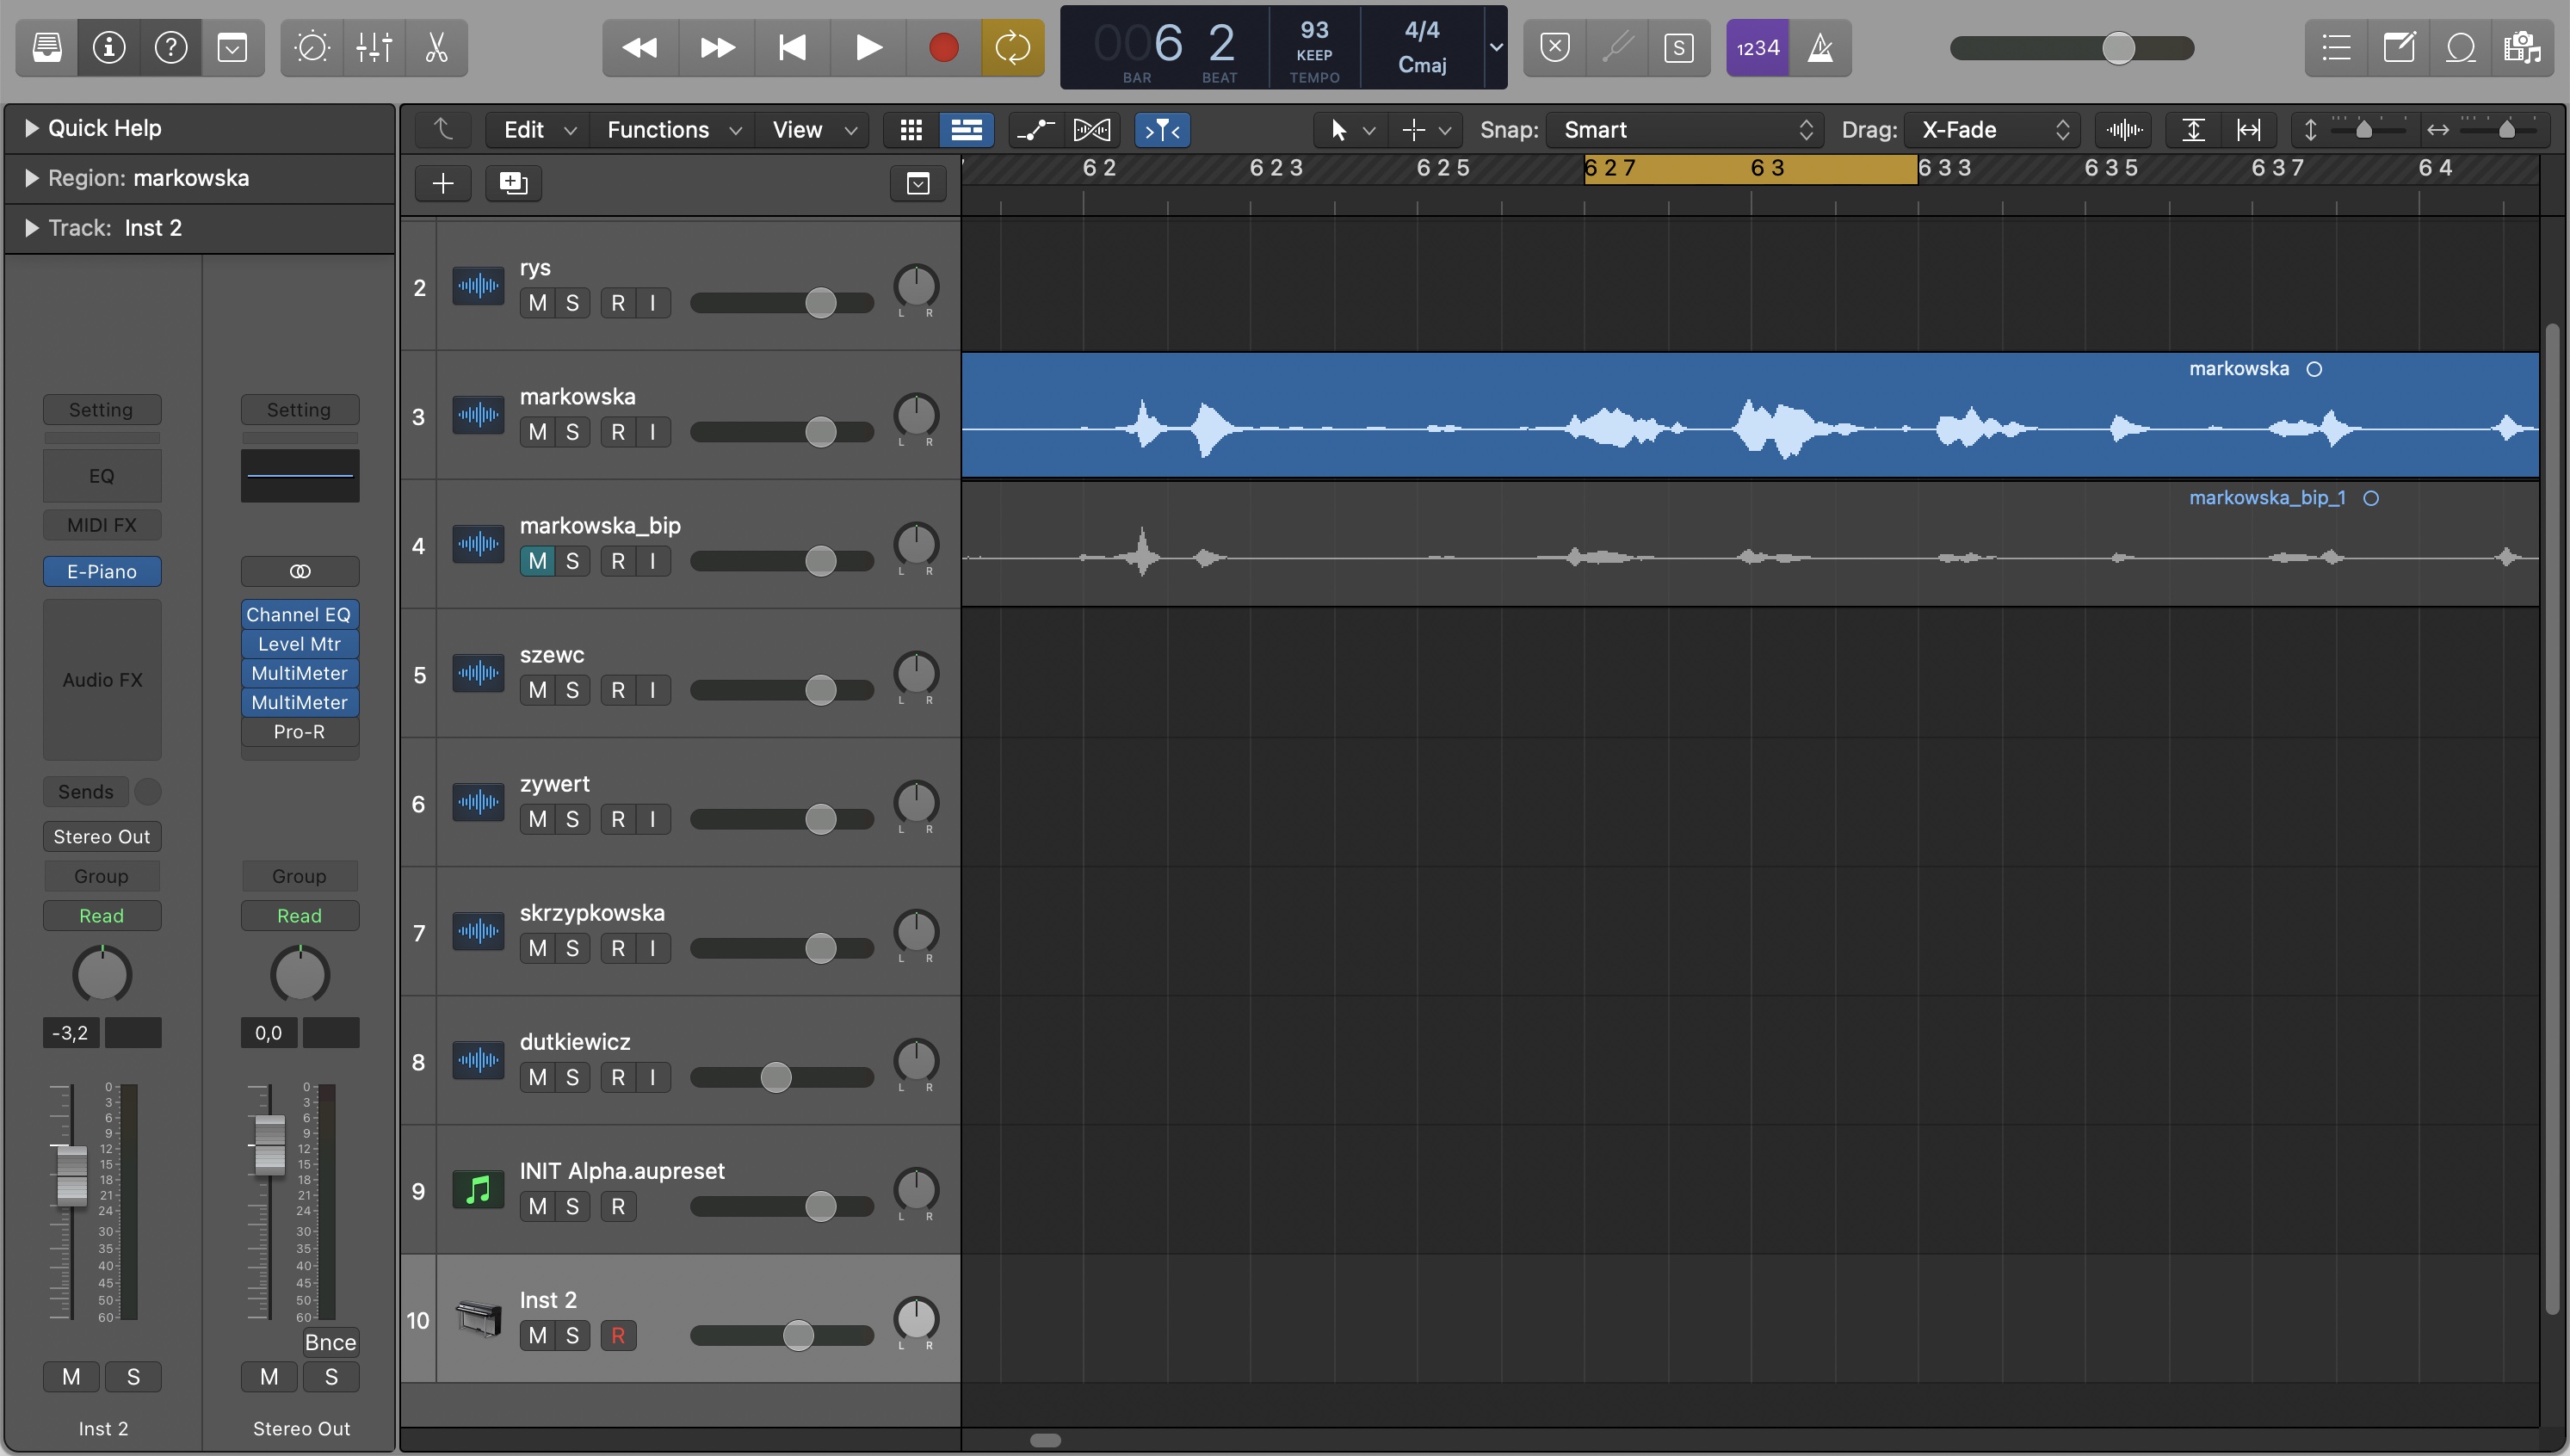 006 2 93 4/4
KEEP Cmaj
BAR BEAT TEMPO
S
1234
Quick Help
Region: markowska
Track: Inst 2
Edit Functions View Snap: Smart Drag: X-Fade
6 2 6 2 3 6 2 5 6 2 7 6 3 6 3 3 6 3 5 6 3 7 6 4
Setting Setting
EQ
MIDI FX
E-Piano
Audio FX
Channel EQ
Level Mtr
MultiMeter
MultiMeter
Pro-R
Sends
Stereo Out
Group Group
Read Read
-3,2 0,0
0 0
3 3
6 6
9 9
12 12
15 15
18 18
21 21
24 24
30 30
35 35
40 40
45 45
50 50
60 60
Bnce
M S M S
Inst 2 Stereo Out
2 rys
M S R I L R
3 markowska
M S R I L R
4 markowska_bip
M S R I L R
5 szewc
M S R I L R
6 zywert
M S R I L R
7 skrzypkowska
M S R I L R
8 dutkiewicz
M S R I L R
9 INIT Alpha.aupreset
M S R L R
10 Inst 2
M S R L R
markowska
markowska_bip_1